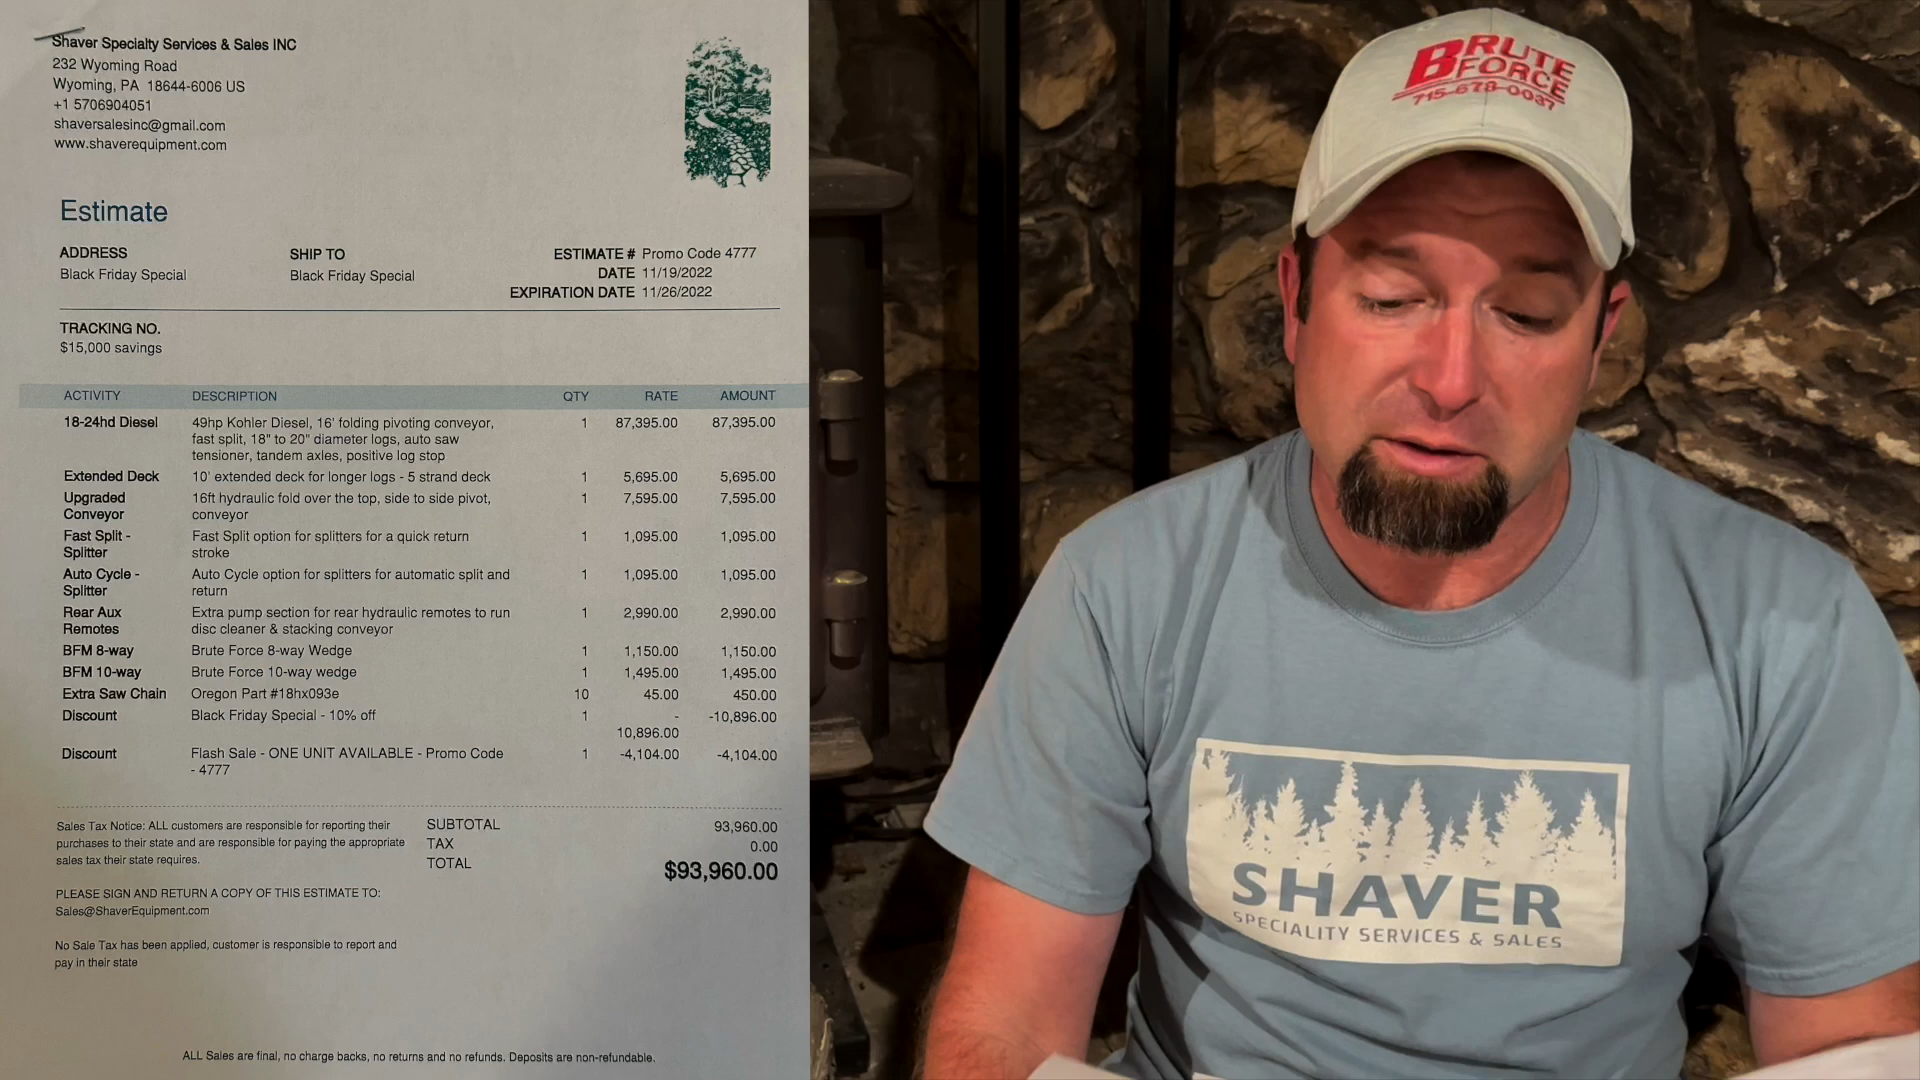 Shaver Specialty Services & Sales INC
232 Wyoming Road
Wyoming, PA 18644-6006 US
+1 5706904051
shaversalesinc@gmail.com
www.shaverequipment.com
Estimate
ADDRESS
Black Friday Special
SHIP TO
Black Friday Special
ESTIMATE # Promo Code 4777
DATE 11/19/2022
EXPIRATION DATE 11/26/2022
TRACKING NO.
$15,000 savings
ACTIVITY DESCRIPTION QTY RATE AMOUNT
18-24hd Diesel 49hp Kohler Diesel, 16' folding pivoting conveyor, 1 87,395.00 87,395.00
fast split, 18" to 20" diameter logs, auto saw
tensioner, tandem axles, positive log stop
Extended Deck 10' extended deck for longer logs - 5 strand deck 1 5,695.00 5,695.00
Upgraded 16ft hydraulic fold over the top, side to side pivot, 1 7,595.00 7,595.00
Conveyor conveyor
Fast Split - Fast Split option for splitters for a quick return 1 1,095.00 1,095.00
Splitter stroke
Auto Cycle - Auto Cycle option for splitters for automatic split and 1 1,095.00 1,095.00
Splitter return
Rear Aux Extra pump section for rear hydraulic remotes to run 1 2,990.00 2,990.00
Remotes disc cleaner & stacking conveyor
BFM 8-way Brute Force 8-way Wedge 1 1,150.00 1,150.00
BFM 10-way Brute Force 10-way wedge 1 1,495.00 1,495.00
Extra Saw Chain Oregon Part #18hx093e 10 45.00 450.00
Discount Black Friday Special - 10% off 1 - -10,896.00
10,896.00
Discount Flash Sale - ONE UNIT AVAILABLE - Promo Code 1 -4,104.00 -4,104.00
- 4777
Sales Tax Notice: ALL customers are responsible for reporting their
purchases to their state and are responsible for paying the appropriate
sales tax their state requires.
PLEASE SIGN AND RETURN A COPY OF THIS ESTIMATE TO:
Sales@ShaverEquipment.com
No Sale Tax has been applied, customer is responsible to report and
pay in their state
SUBTOTAL 93,960.00
TAX 0.00
TOTAL $93,960.00
ALL Sales are final, no charge backs, no returns and no refunds. Deposits are non-refundable.
BRUTE
FORCE
715-678-0037
SHAVER
SPECIALITY SERVICES & SALES